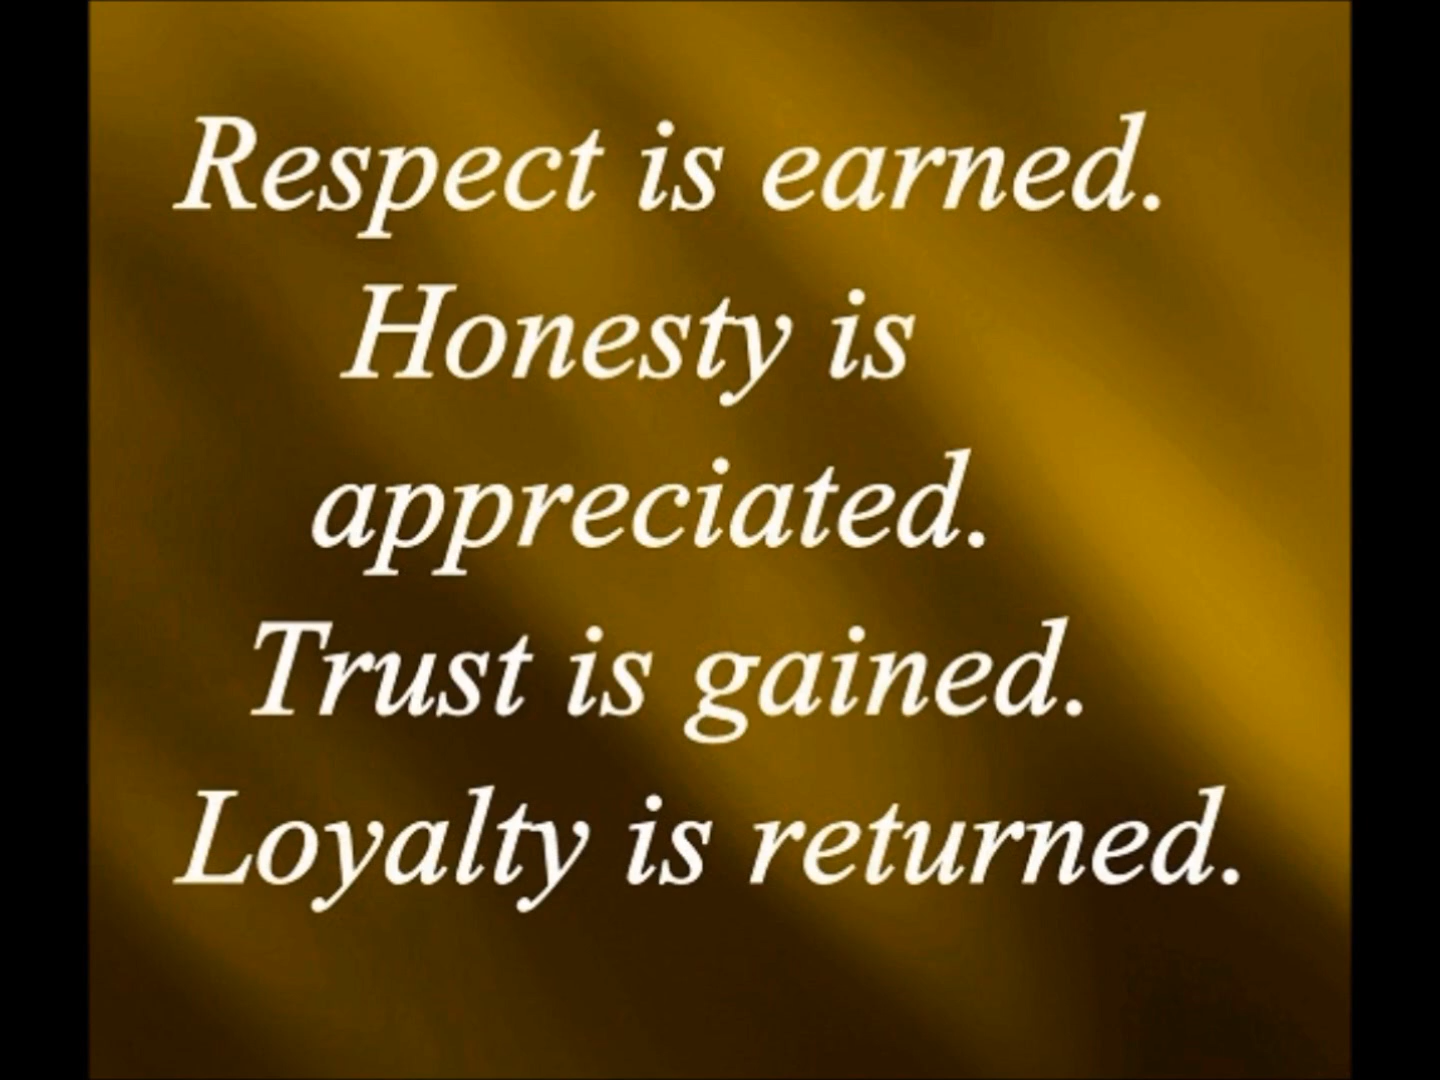 Respect is earned.
Honesty is
appreciated.
Trust is gained.
Loyalty is returned.